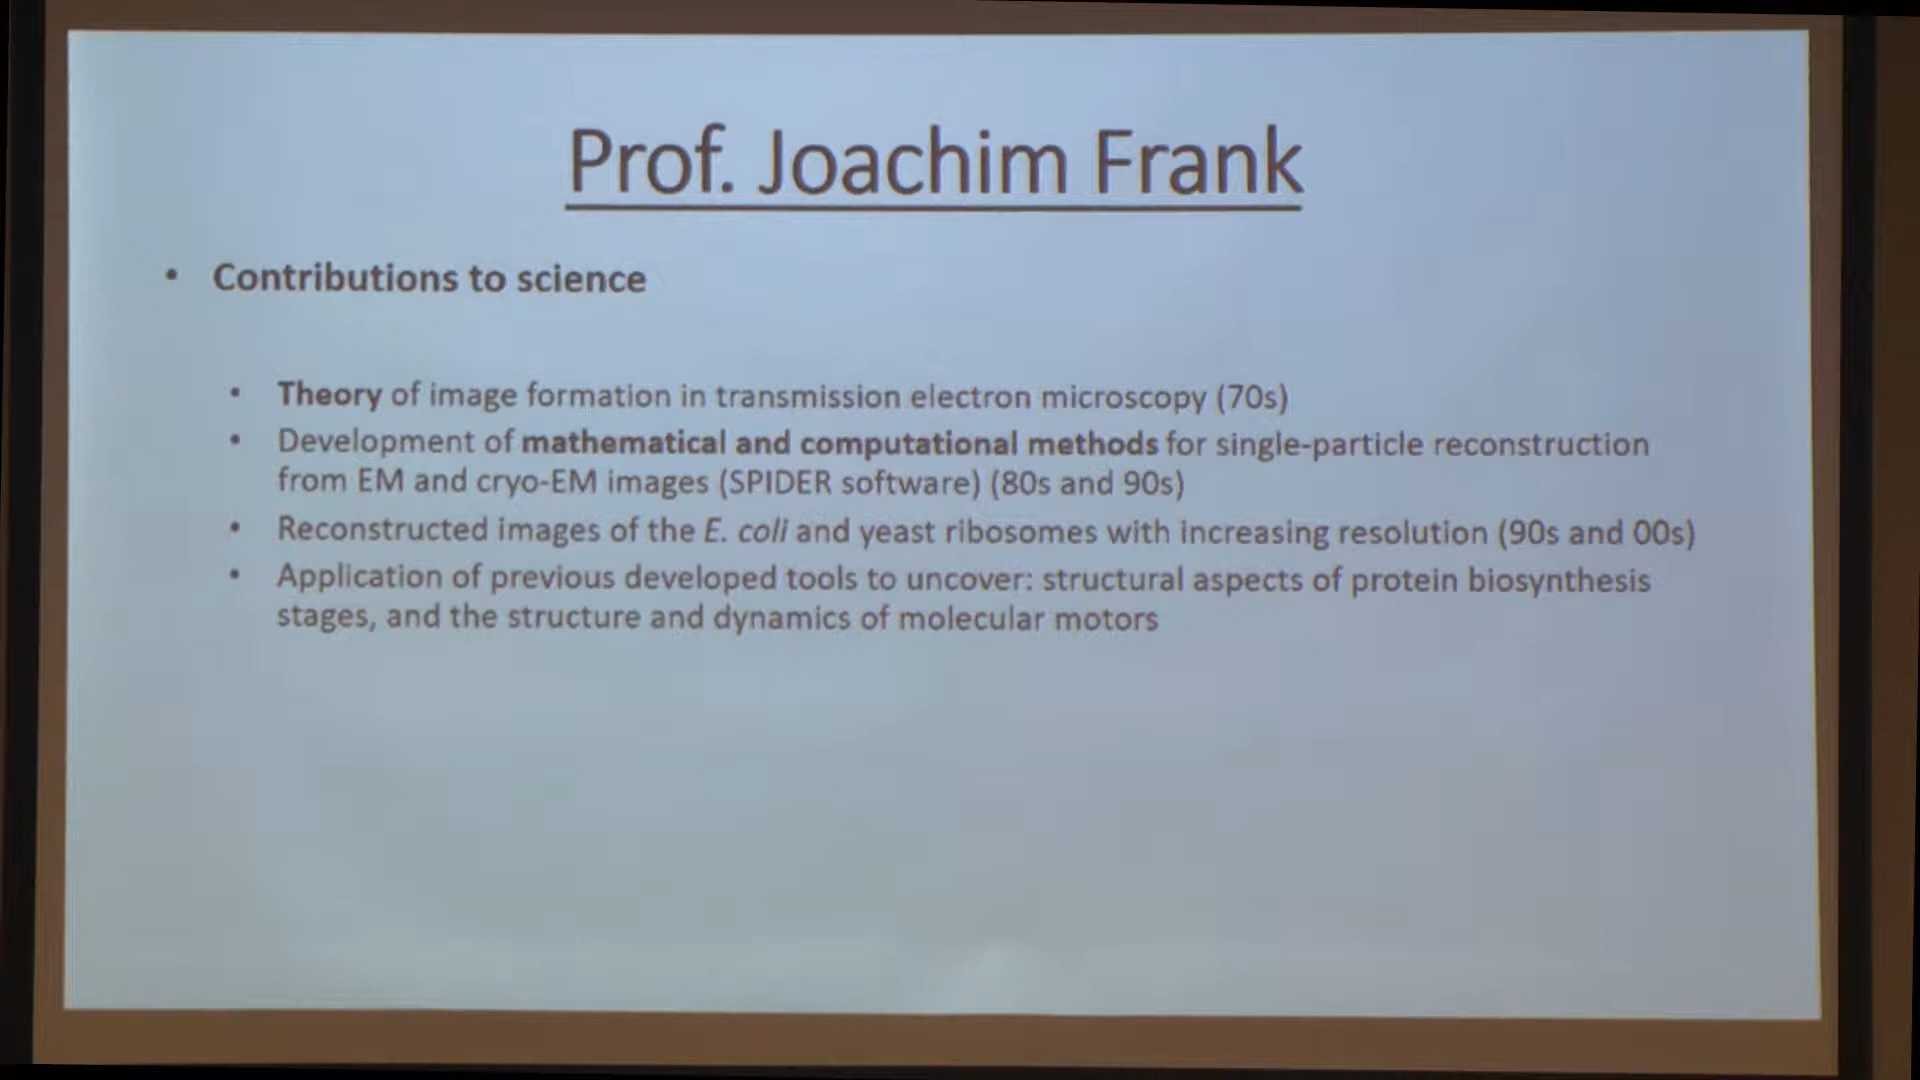 Prof. Joachim Frank
• Contributions to science
• Theory of image formation in transmission electron microscopy (70s)
• Development of mathematical and computational methods for single-particle reconstruction
from EM and cryo-EM images (SPIDER software) (80s and 90s)
• Reconstructed images of the E. coli and yeast ribosomes with increasing resolution (90s and 00s)
• Application of previous developed tools to uncover: structural aspects of protein biosynthesis
stages, and the structure and dynamics of molecular motors